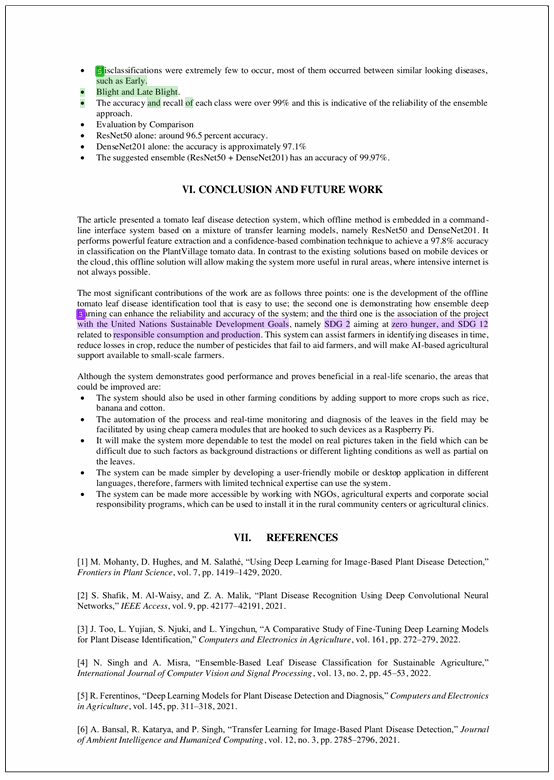 5
isclassifications were extremely few to occur, most of them occurred between similar looking diseases,
such as Early.
Blight and Late Blight.
The accuracy and recall of each class were over 99% and this is indicative of the reliability of the ensemble
approach.
Evaluation by Comparison
ResNet50 alone: around 96.5 percent accuracy.
DenseNet201 alone: the accuracy is approximately 97.1%
The suggested ensemble (ResNet50 + DenseNet201) has an accuracy of 99.97%.
VI. CONCLUSION AND FUTURE WORK
The article presented a tomato leaf disease detection system, which offline method is embedded in a command-
line interface system based on a mixture of transfer learning models, namely ResNet50 and DenseNet201. It
performs powerful feature extraction and a confidence-based combination technique to achieve a 97.8% accuracy
in classification on the PlantVillage tomato data. In contrast to the existing solutions based on mobile devices or
the cloud, this offline solution will allow making the system more useful in rural areas, where intensive internet is
not always possible.
The most significant contributions of the work are as follows three points: one is the development of the offline
tomato leaf disease identification tool that is easy to use; the second one is demonstrating how ensemble deep
3 arning can enhance the reliability and accuracy of the system; and the third one is the association of the project
with the United Nations Sustainable Development Goals, namely SDG 2 aiming at zero hunger, and SDG 12
related to responsible consumption and production. This system can assist farmers in identifying diseases in time,
reduce losses in crop, reduce the number of pesticides that fail to aid farmers, and will make AI-based agricultural
support available to small-scale farmers.
Although the system demonstrates good performance and proves beneficial in a real-life scenario, the areas that
could be improved are:
The system should also be used in other farming conditions by adding support to more crops such as rice,
banana and cotton.
The automation of the process and real-time monitoring and diagnosis of the leaves in the field may be
facilitated by using cheap camera modules that are hooked to such devices as a Raspberry Pi.
It will make the system more dependable to test the model on real pictures taken in the field which can be
difficult due to such factors as background distractions or different lighting conditions as well as partial on
the leaves.
The system can be made simpler by developing a user-friendly mobile or desktop application in different
languages, therefore, farmers with limited technical expertise can use the system.
The system can be made more accessible by working with NGOs, agricultural experts and corporate social
responsibility programs, which can be used to install it in the rural community centers or agricultural clinics.
VII. REFERENCES
[1] M. Mohanty, D. Hughes, and M. Salathé, “Using Deep Learning for Image-Based Plant Disease Detection,”
Frontiers in Plant Science, vol. 7, pp. 1419–1429, 2020.
[2] S. Shafik, M. Al-Waisy, and Z. A. Malik, “Plant Disease Recognition Using Deep Convolutional Neural
Networks,” IEEE Access, vol. 9, pp. 42177–42191, 2021.
[3] J. Too, L. Yujian, S. Njuki, and L. Yingchun, “A Comparative Study of Fine-Tuning Deep Learning Models
for Plant Disease Identification,” Computers and Electronics in Agriculture, vol. 161, pp. 272–279, 2022.
[4] N. Singh and A. Misra, “Ensemble-Based Leaf Disease Classification for Sustainable Agriculture,”
International Journal of Computer Vision and Signal Processing, vol. 13, no. 2, pp. 45–53, 2022.
[5] R. Ferentinos, “Deep Learning Models for Plant Disease Detection and Diagnosis,” Computers and Electronics
in Agriculture, vol. 145, pp. 311–318, 2021.
[6] A. Bansal, R. Katarya, and P. Singh, “Transfer Learning for Image-Based Plant Disease Detection,” Journal
of Ambient Intelligence and Humanized Computing, vol. 12, no. 3, pp. 2785–2796, 2021.